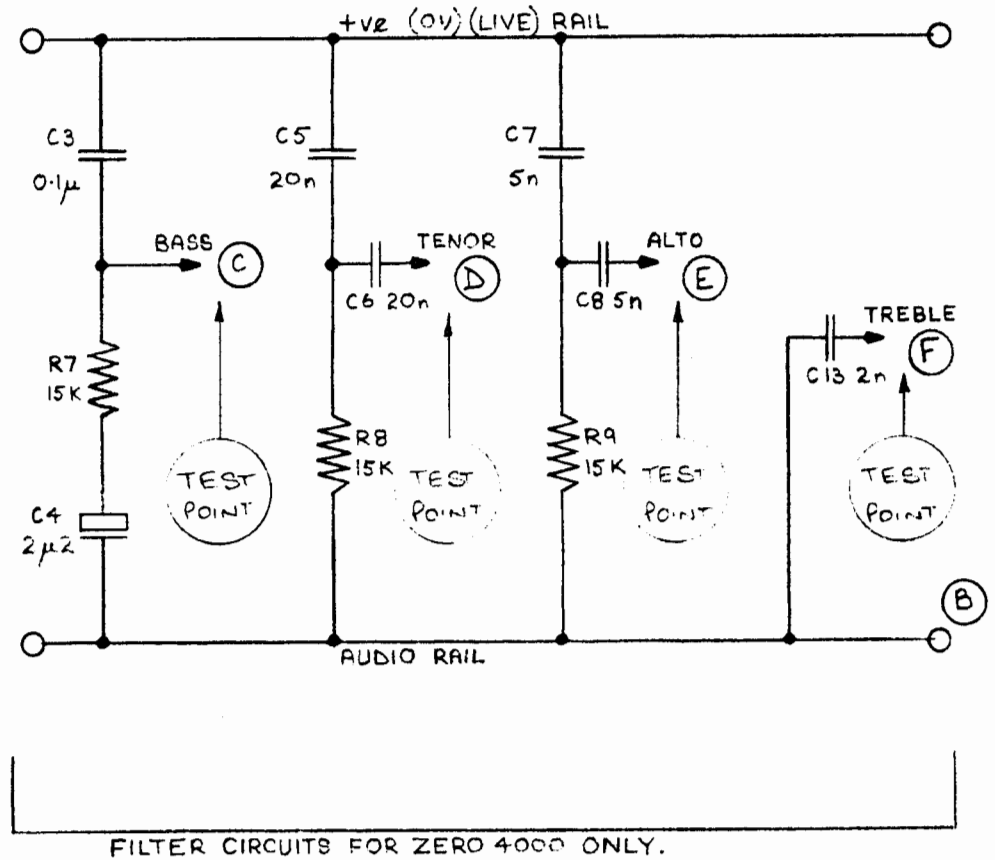 +ve (0V) (LIVE) RAIL
C3
0.1μ
C5
20n
C7
5n
BASS
C
TENOR
D
C6 20n
ALTO
E
C8 5n
TREBLE
F
C13 2n
R7
15K
R8
15K
R9
15K
TEST
POINT
TEST
POINT
TEST
POINT
TEST
POINT
C4
2μ2
B
AUDIO RAIL
FILTER CIRCUITS FOR ZERO 4000 ONLY.